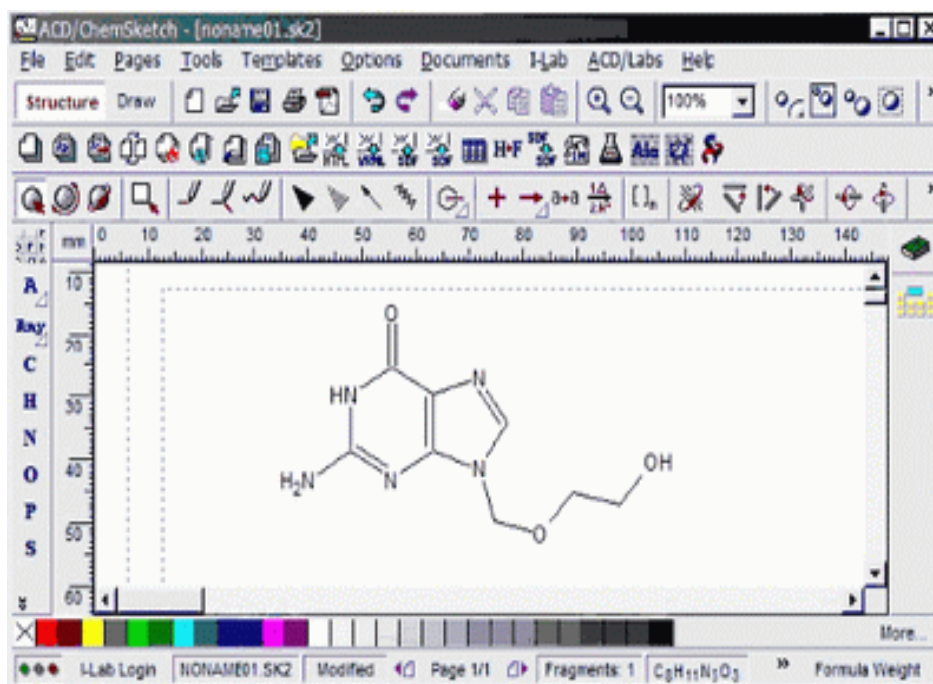 ACD/ChemSketch - [noname01.sk2]
File Edit Pages Tools Templates Options Documents I-Lab ACD/Labs Help
Structure Draw 100%
H•F
mm 0 10 20 30 40 50 60 70 80 90 100 110 120 130 140
10
A
20
C
H
30
N
40
O
P
50
S
60
O
N
HN
OH
H₂N
N
N
O
More...
I-Lab Login NONAME01.SK2 Modified Page 1/1 Fragments: 1 C₈H₁₁N₅O₃ » Formula Weight